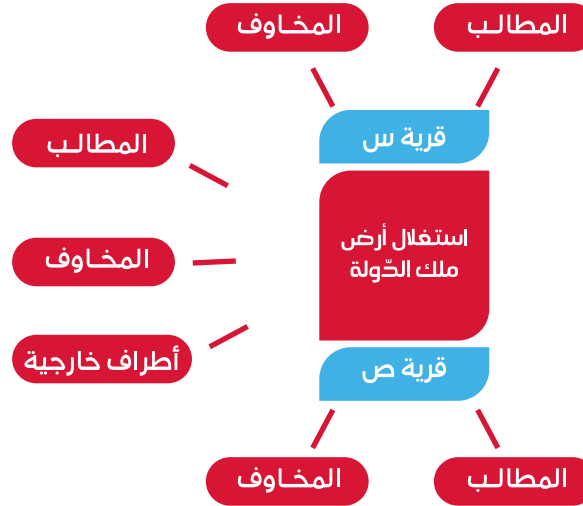 المطالب
المخاوف
قرية س
المطالب
استغلال أرض
ملك الدّولة
المخاوف
أطراف خارجية
قرية ص
المطالب
المخاوف